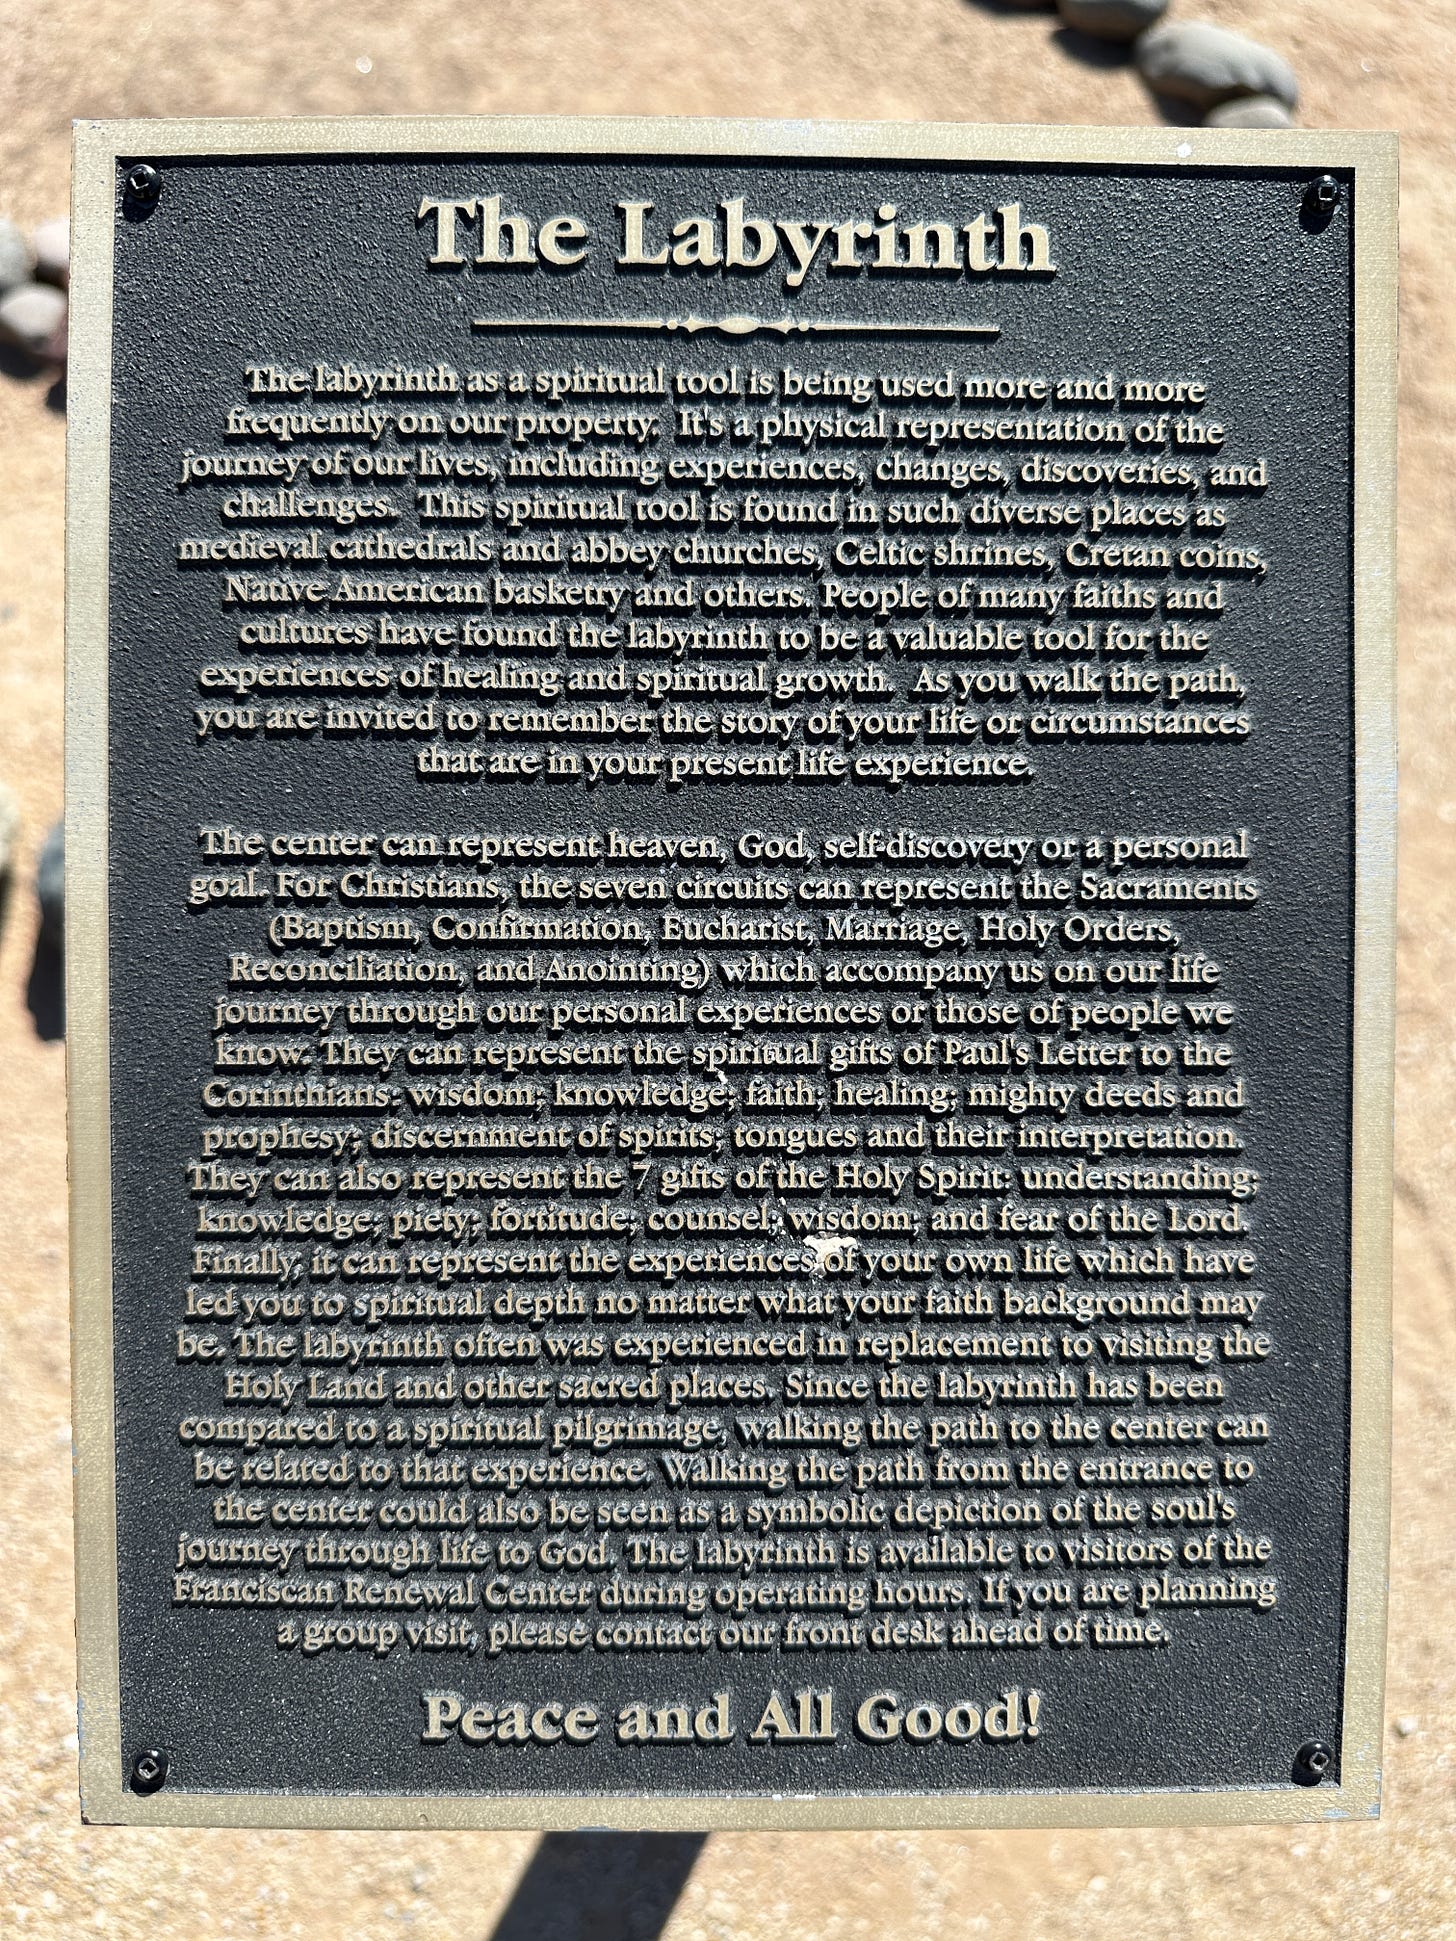 The Labyrinth
The labyrinth as a spiritual tool is being used more and more
frequently on our property. It's a physical representation of the
journey of our lives, including experiences, changes, discoveries, and
challenges. This spiritual tool is found in such diverse places as
medieval cathedrals and abbey churches, Celtic shrines, Cretan coins,
Native American basketry and others. People of many faiths and
cultures have found the labyrinth to be a valuable tool for the
experiences of healing and spiritual growth. As you walk the path,
you are invited to remember the story of your life or circumstances
that are in your present life experience.
The center can represent heaven, God, self-discovery or a personal
goal. For Christians, the seven circuits can represent the Sacraments
(Baptism, Confirmation, Eucharist, Marriage, Holy Orders,
Reconciliation, and Anointing) which accompany us on our life
journey through our personal experiences or those of people we
know. They can represent the spiritual gifts of Paul's Letter to the
Corinthians: wisdom; knowledge; faith; healing; mighty deeds and
prophesy; discernment of spirits; tongues and their interpretation.
They can also represent the 7 gifts of the Holy Spirit: understanding;
knowledge; piety; fortitude; counsel; wisdom; and fear of the Lord.
Finally, it can represent the experiences of your own life which have
led you to spiritual depth no matter what your faith background may
be. The labyrinth often was experienced in replacement to visiting the
Holy Land and other sacred places. Since the labyrinth has been
compared to a spiritual pilgrimage, walking the path to the center can
be related to that experience. Walking the path from the entrance to
the center could also be seen as a symbolic depiction of the soul's
journey through life to God. The labyrinth is available to visitors of the
Franciscan Renewal Center during operating hours. If you are planning
a group visit, please contact our front desk ahead of time.
Peace and All Good!